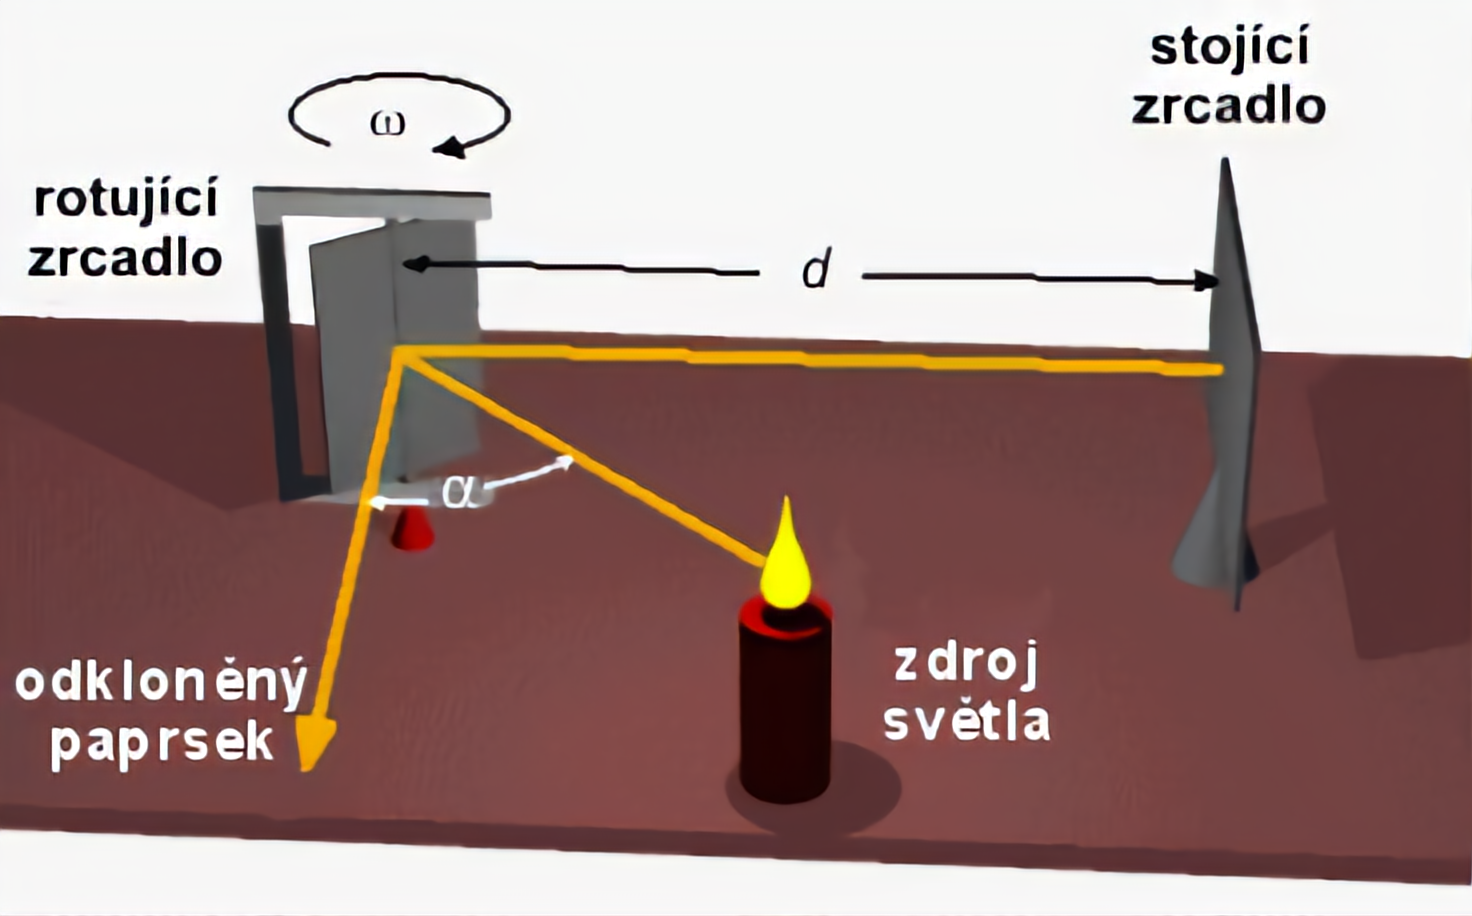 stojící
zrcadlo
ω
rotující
zrcadlo
d
α
odkloněný
paprsek
zdroj
světla